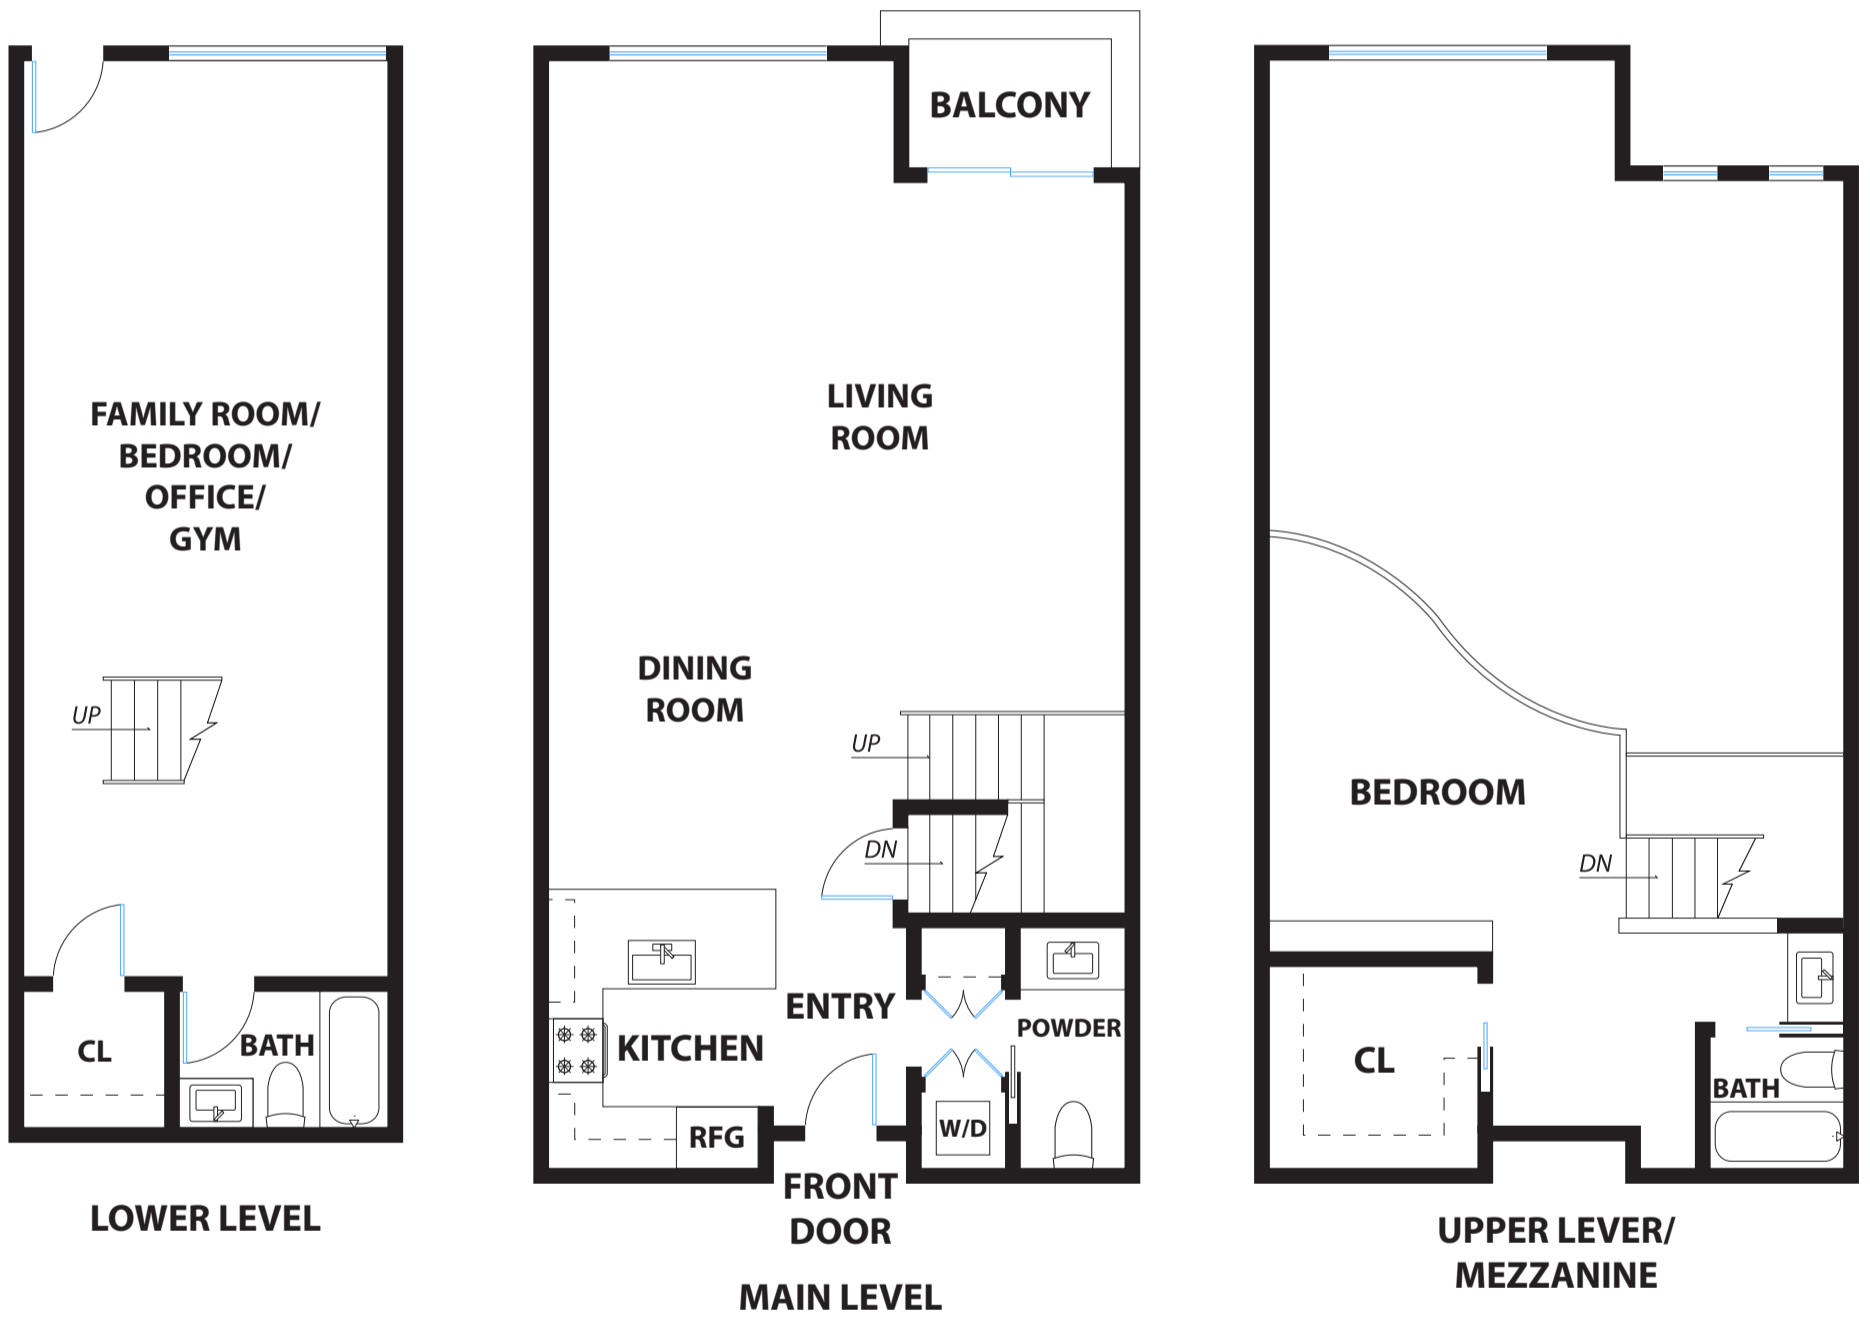 FAMILY ROOM/
BEDROOM/
OFFICE/
GYM
UP
CL
BATH
LOWER LEVEL
BALCONY
LIVING
ROOM
DINING
ROOM
UP
DN
ENTRY
KITCHEN
POWDER
RFG
W/D
FRONT
DOOR
MAIN LEVEL
BEDROOM
DN
CL
BATH
UPPER LEVER/
MEZZANINE